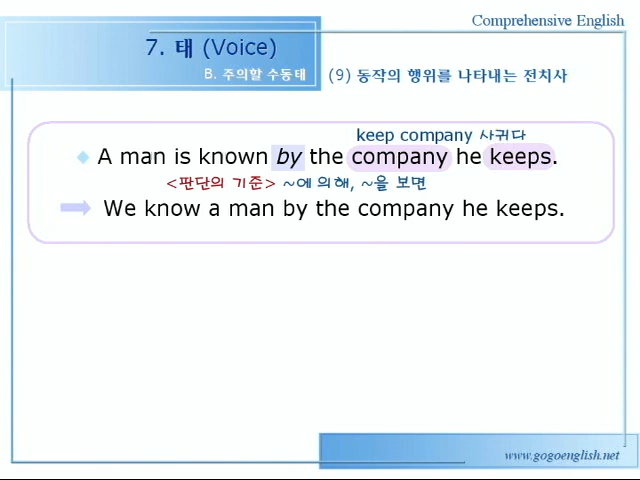 Comprehensive English
7. 태 (Voice)
B. 주의할 수동태
(9) 동작의 행위를 나타내는 전치사
keep company 사귀다
A man is known by the company he keeps.
<판단의 기준> ~에 의해, ~을 보면
We know a man by the company he keeps.
www.gogoenglish.net